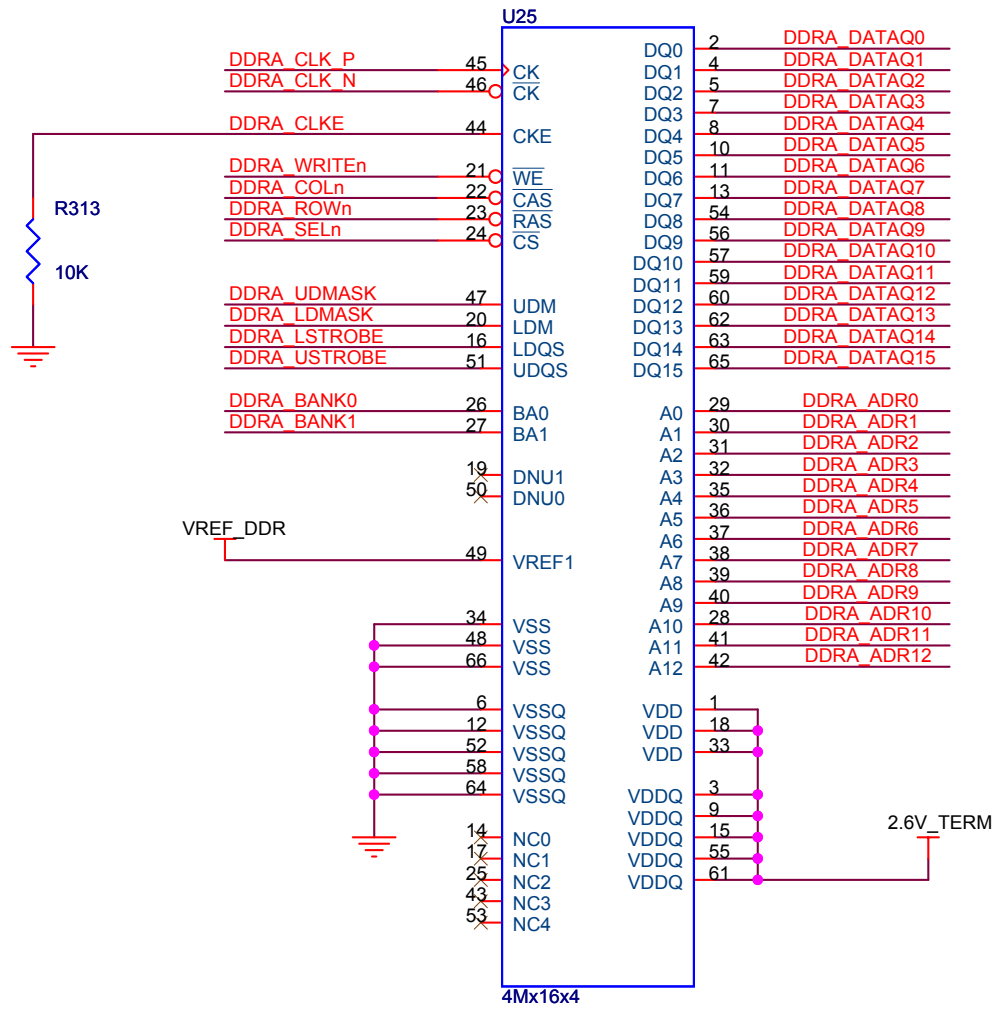 U25
DDRA_CLK_P 45 CK DQ0 2 DDRA_DATAQ0
DDRA_CLK_N 46 CK DQ1 4 DDRA_DATAQ1
DQ2 5 DDRA_DATAQ2
DDRA_CLKE 44 CKE DQ3 7 DDRA_DATAQ3
DQ4 8 DDRA_DATAQ4
DQ5 10 DDRA_DATAQ5
DDRA_WRITEn 21 WE DQ6 11 DDRA_DATAQ6
DDRA_COLn 22 CAS DQ7 13 DDRA_DATAQ7
DDRA_ROWn 23 RAS DQ8 54 DDRA_DATAQ8
DDRA_SELn 24 CS DQ9 56 DDRA_DATAQ9
R313
10K
DQ10 57 DDRA_DATAQ10
DQ11 59 DDRA_DATAQ11
DDRA_UDMASK 47 UDM DQ12 60 DDRA_DATAQ12
DDRA_LDMASK 20 LDM DQ13 62 DDRA_DATAQ13
DDRA_LSTROBE 16 LDQS DQ14 63 DDRA_DATAQ14
DDRA_USTROBE 51 UDQS DQ15 65 DDRA_DATAQ15
DDRA_BANK0 26 BA0 A0 29 DDRA_ADR0
DDRA_BANK1 27 BA1 A1 30 DDRA_ADR1
A2 31 DDRA_ADR2
19 DNU1 A3 32 DDRA_ADR3
50 DNU0 A4 35 DDRA_ADR4
A5 36 DDRA_ADR5
VREF_DDR
A6 37 DDRA_ADR6
49 VREF1 A7 38 DDRA_ADR7
A8 39 DDRA_ADR8
A9 40 DDRA_ADR9
34 VSS A10 28 DDRA_ADR10
48 VSS A11 41 DDRA_ADR11
66 VSS A12 42 DDRA_ADR12
6 VSSQ VDD 1
12 VSSQ VDD 18
52 VSSQ VDD 33
58 VSSQ
64 VSSQ VDDQ 3
VDDQ 9
14 NC0 VDDQ 15
17 NC1 VDDQ 55
25 NC2 VDDQ 61
2.6V_TERM
43 NC3
53 NC4
4Mx16x4